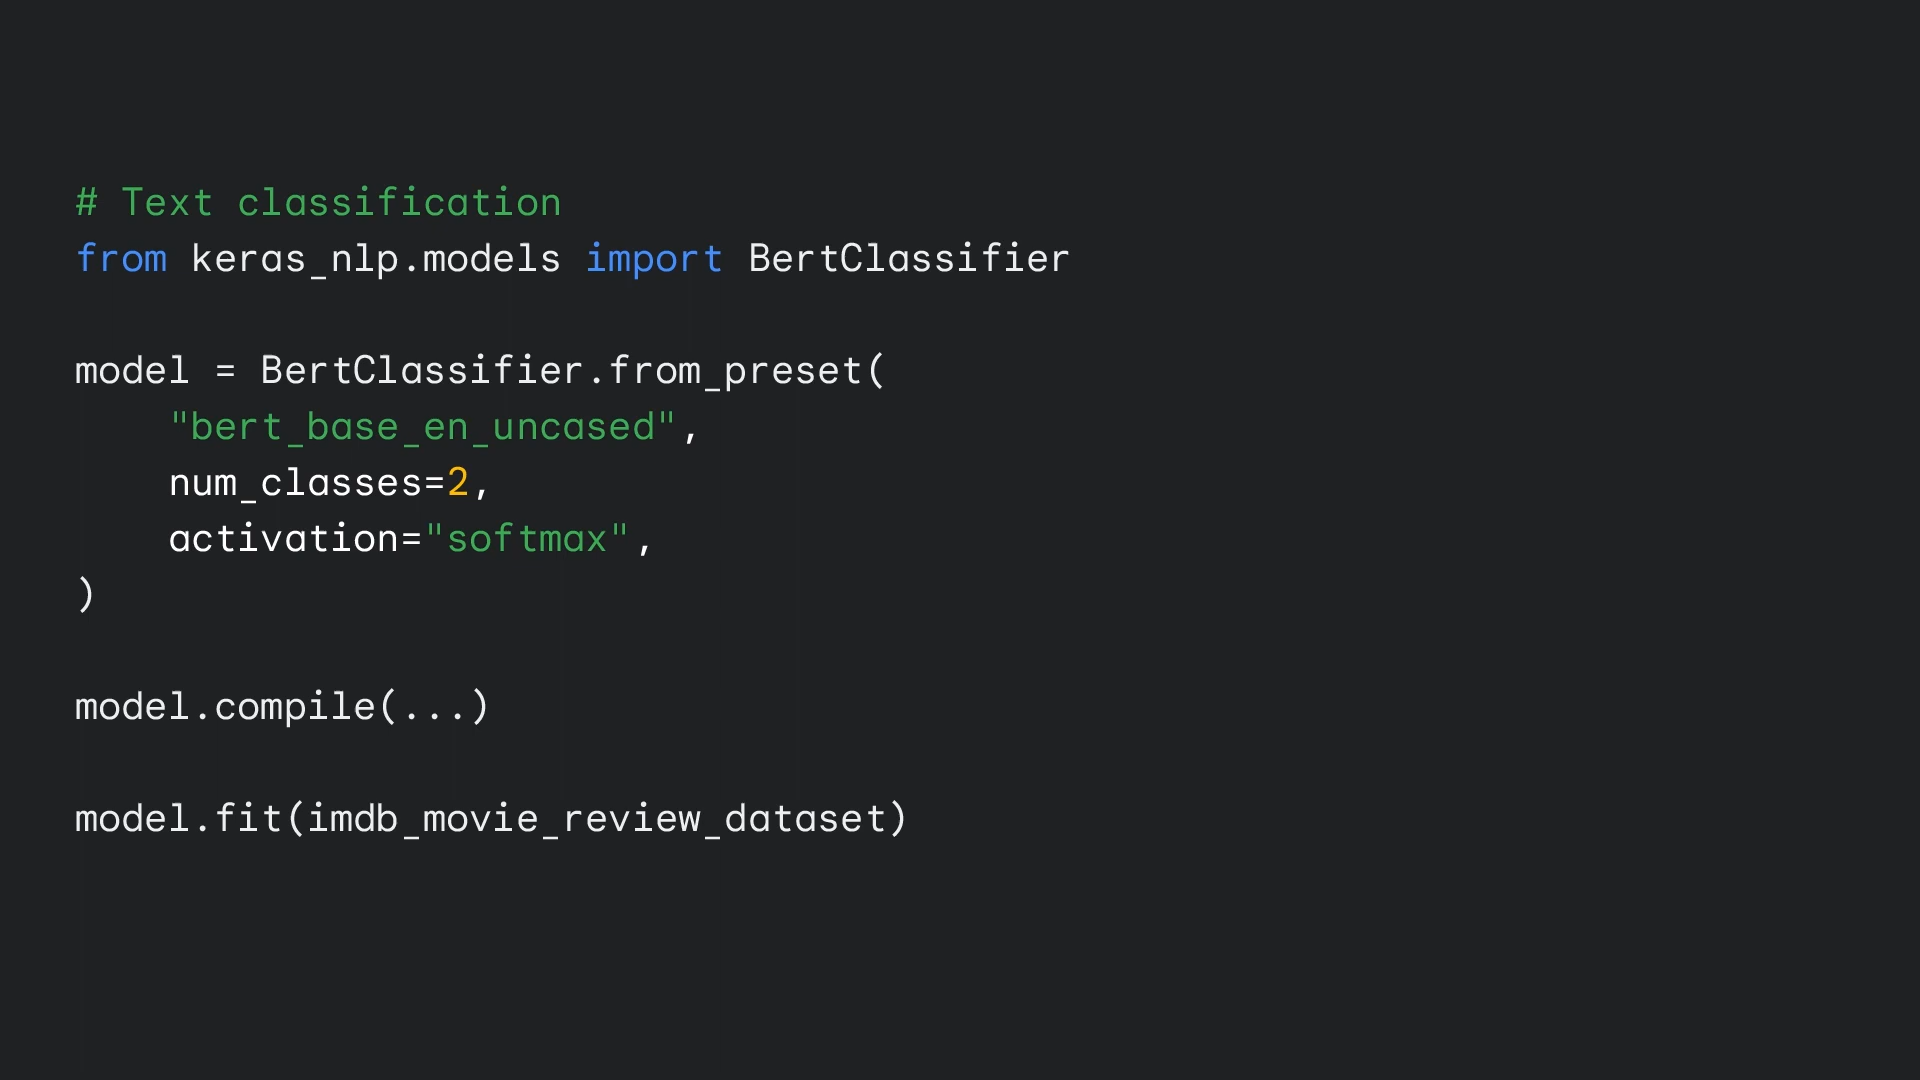 # Text classification
from keras_nlp.models import BertClassifier
model = BertClassifier.from_preset(
    "bert_base_en_uncased",
    num_classes=2,
    activation="softmax",
)
model.compile(...)
model.fit(imdb_movie_review_dataset)